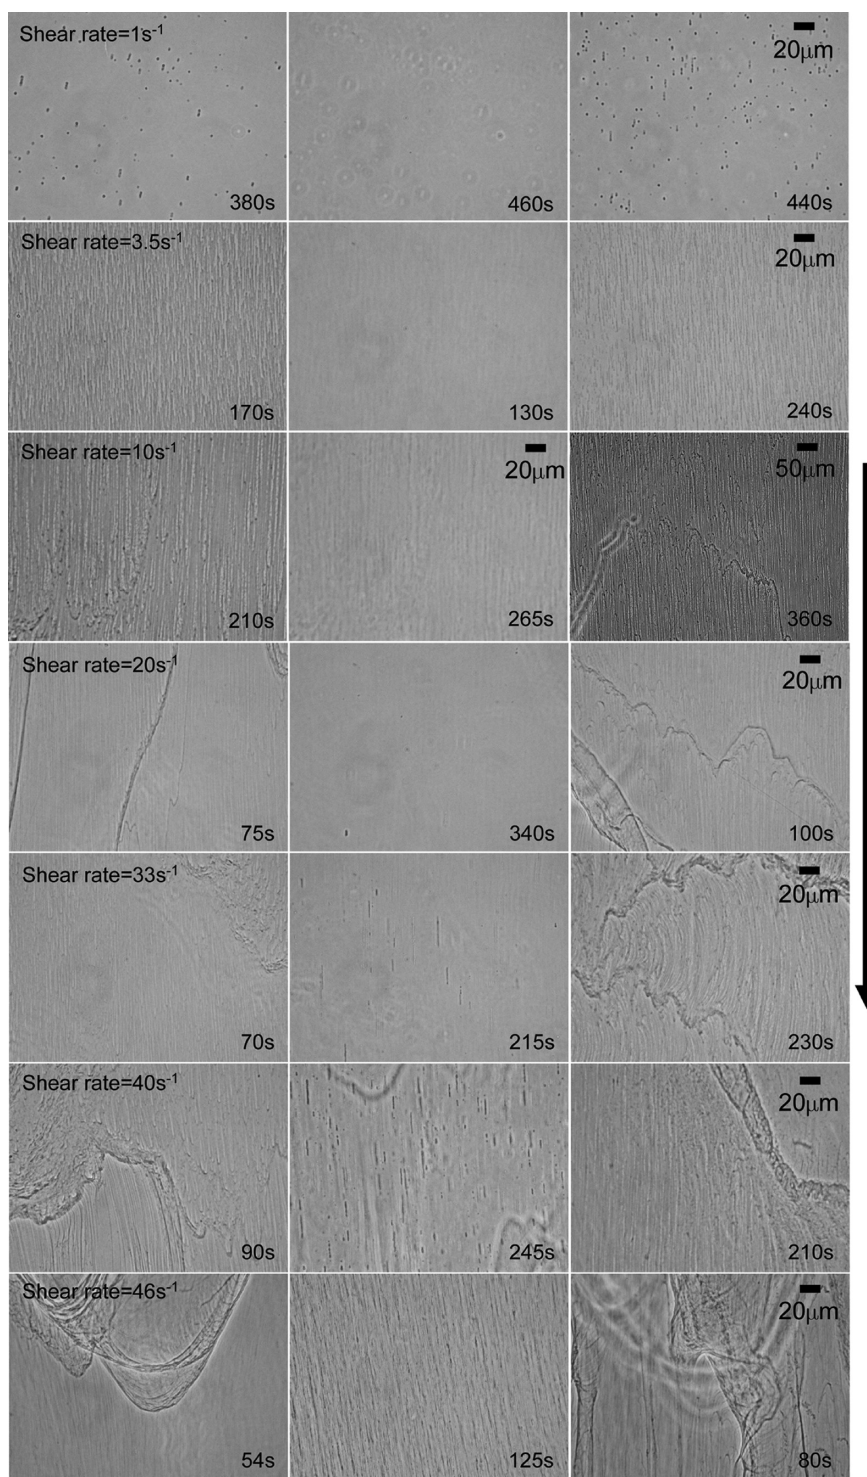 Shear rate=1s⁻¹
20μm
380s
460s
440s
Shear rate=3.5s⁻¹
20μm
170s
130s
240s
Shear rate=10s⁻¹
20μm
50μm
210s
265s
360s
Shear rate=20s⁻¹
20μm
75s
340s
100s
Shear rate=33s⁻¹
20μm
70s
215s
230s
Shear rate=40s⁻¹
20μm
90s
245s
210s
Shear rate=46s⁻¹
20μm
54s
125s
80s